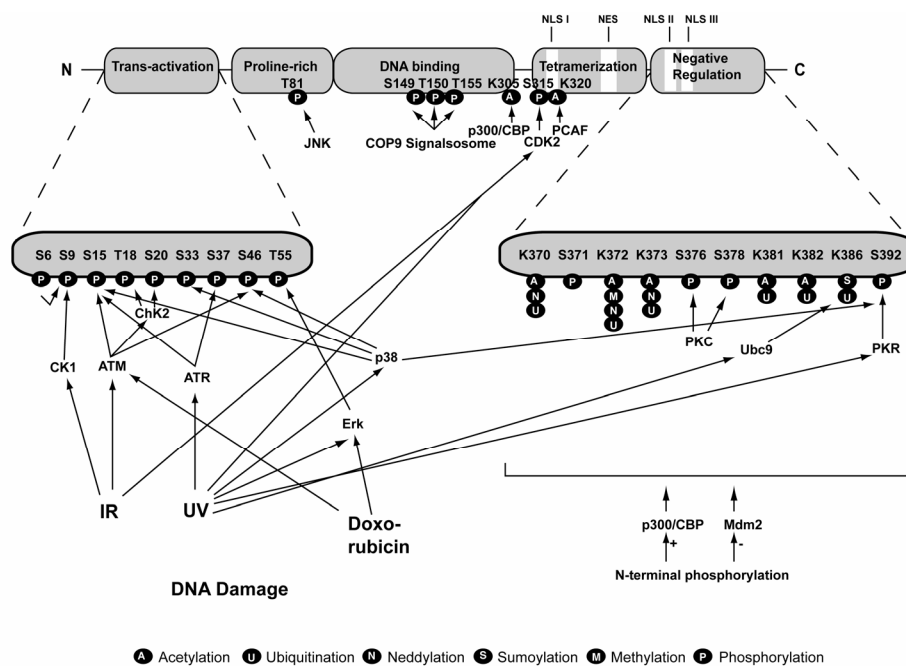 NLS I NES NLS II NLS III
N Trans-activation Proline-rich DNA binding Tetramerization Negative Regulation C
T81 S149 T150 T155 K305 S315 K320
P P P P A P A
JNK COP9 Signalsosome p300/CBP CDK2 PCAF
S6 S9 S15 T18 S20 S33 S37 S46 T55
P P P P P P P P P
K370 S371 K372 K373 S376 S378 K381 K382 K386 S392
A P A A P P A A S P
N M N U U U
U N U
U
ChK2
CK1 ATM ATR p38
PKC Ubc9 PKR
Erk
IR UV Doxo-
rubicin
p300/CBP Mdm2
+ -
N-terminal phosphorylation
DNA Damage
A Acetylation U Ubiquitination N Neddylation S Sumoylation M Methylation P Phosphorylation